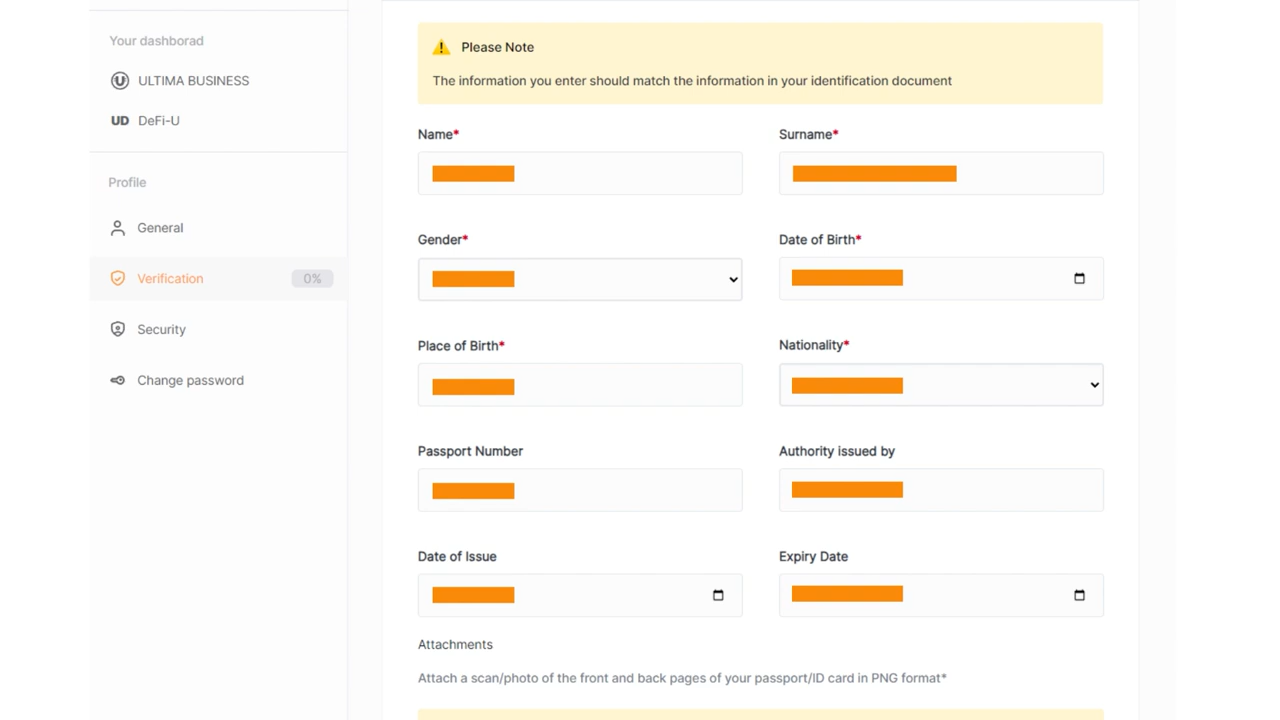 Your dashborad
ULTIMA BUSINESS
UD DeFi-U
Profile
General
Verification 0%
Security
Change password
Please Note
The information you enter should match the information in your identification document
Name* Surname*
Gender* Date of Birth*
Place of Birth* Nationality*
Passport Number Authority issued by
Date of Issue Expiry Date
Attachments
Attach a scan/photo of the front and back pages of your passport/ID card in PNG format*